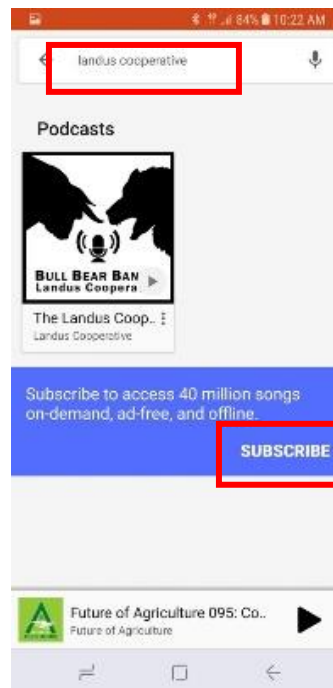 84% 10:22 AM
landus cooperative
Podcasts
BULL BEAR BAN
Landus Coopera
The Landus Coop..
Landus Cooperative
Subscribe to access 40 million songs
on-demand, ad-free, and offline.
SUBSCRIBE
Future of Agriculture 095: Co..
Future of Agriculture